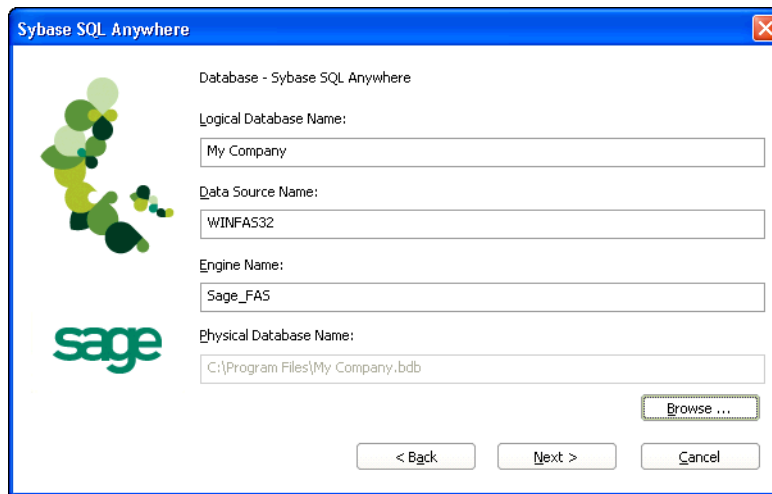 Sybase SQL Anywhere
Database - Sybase SQL Anywhere
Logical Database Name:
My Company
Data Source Name:
WINFAS32
Engine Name:
Sage_FAS
sage
Physical Database Name:
C:\Program Files\My Company.bdb
Browse ...
< Back
Next >
Cancel